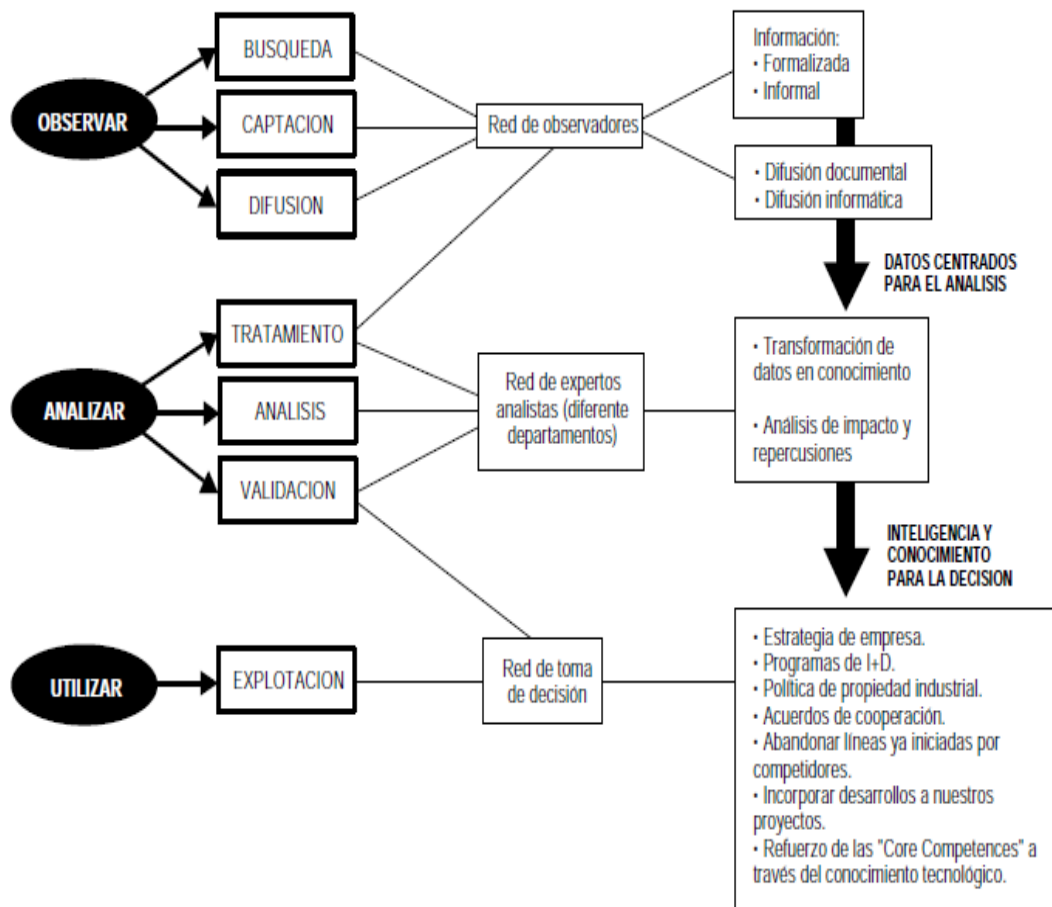 OBSERVAR
BUSQUEDA
CAPTACION
DIFUSION
Red de observadores
Información:
• Formalizada
• Informal
• Difusión documental
• Difusión informática
DATOS CENTRADOS
PARA EL ANALISIS
ANALIZAR
TRATAMIENTO
ANALISIS
VALIDACION
Red de expertos
analistas (diferente
departamentos)
• Transformación de
datos en conocimiento
• Análisis de impacto y
repercusiones
INTELIGENCIA Y
CONOCIMIENTO
PARA LA DECISION
UTILIZAR
EXPLOTACION
Red de toma
de decisión
• Estrategia de empresa.
• Programas de I+D.
• Política de propiedad industrial.
• Acuerdos de cooperación.
• Abandonar líneas ya iniciadas por
competidores.
• Incorporar desarrollos a nuestros
proyectos.
• Refuerzo de las "Core Competences" a
través del conocimiento tecnológico.